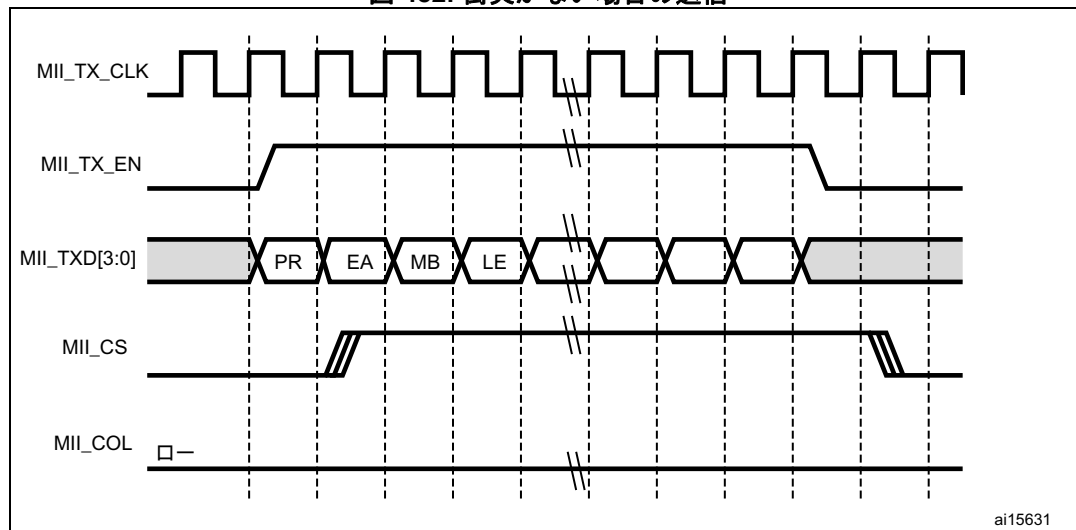 MII_TX_CLK
MII_TX_EN
MII_TXD[3:0] PR EA MB LE
MII_CS
MII_COL ロー
ai15631